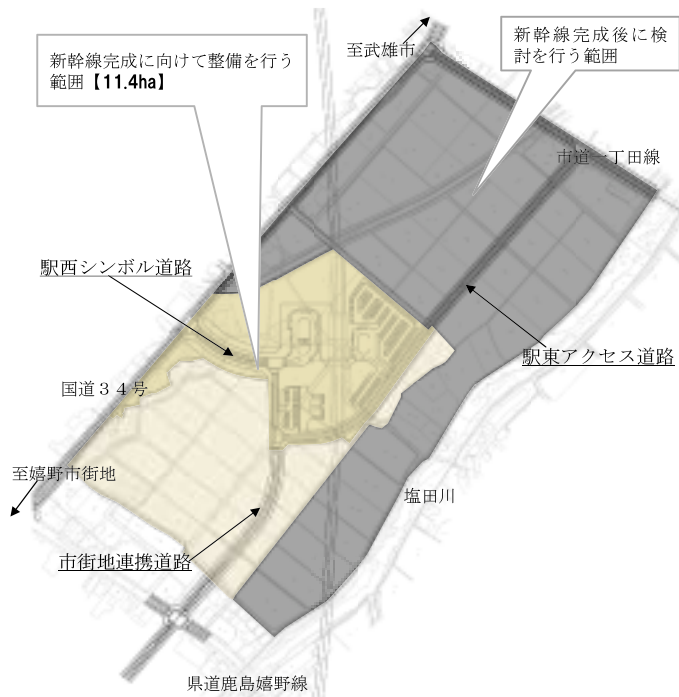 至武雄市
新幹線完成後に検
討を行う範囲
新幹線完成に向けて整備を行う
範囲【11.4ha】
市道一丁田線
駅西シンボル道路
駅東アクセス道路
国道34号
至嬉野市街地
塩田川
市街地連携道路
県道鹿島嬉野線